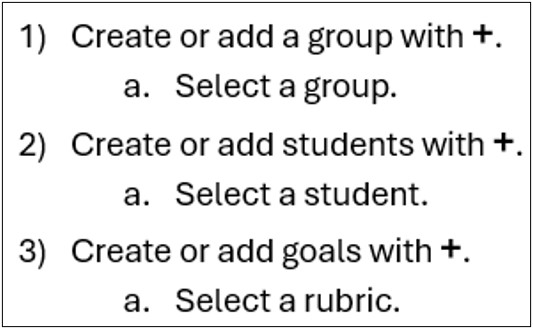 1) Create or add a group with +.
a. Select a group.
2) Create or add students with +.
a. Select a student.
3) Create or add goals with +.
a. Select a rubric.